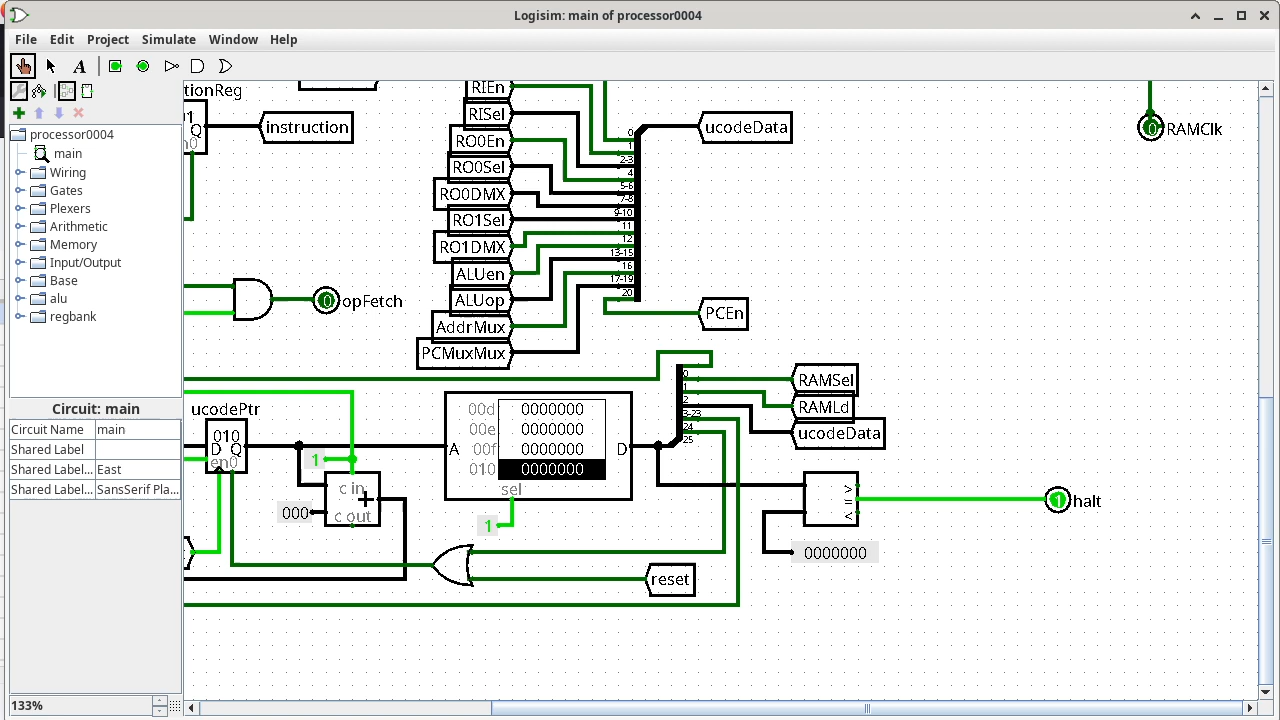 Logisim: main of processor0004
File Edit Project Simulate Window Help
processor0004
main
Wiring
Gates
Plexers
Arithmetic
Memory
Input/Output
Base
alu
regbank
Circuit: main
Circuit Name main
Shared Label
Shared Label... East
Shared Label... SansSerif Pla...
133%
tionReg
Q
instruction
RIEn
RISel
RO0En
RO0Sel
RO0DMX
RO1Sel
RO1DMX
ALUen
ALUop
AddrMux
PCMuxMux
0
1
2-3
4
5-6
7-8
9-10
11
12
13-15
16
17-19
20
ucodeData
PCEn
0 RAMClk
0 opFetch
ucodePtr
010
D Q
en0
1
c in
+
000
c out
A
00d 0000000
00e 0000000
00f 0000000
010 0000000
D
sel
1
0
1
3-23
24
25
RAMSel
RAMLd
ucodeData
>
=
<
1 halt
0000000
reset